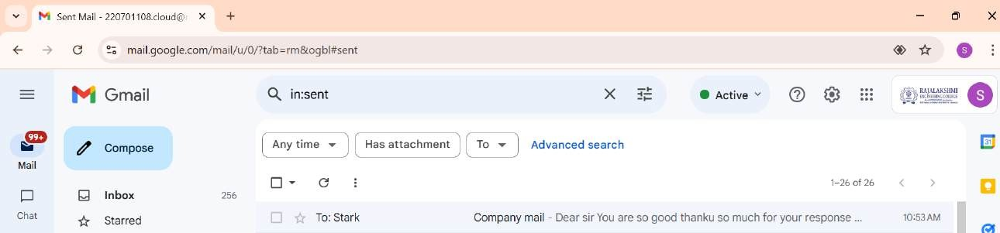 Sent Mail - 220701108.cloud@
mail.google.com/mail/u/0/?tab=rm&ogbl#sent
Gmail
in:sent
Active
RAJALAKSHMI
ENGINEERING COLLEGE
S
S
99+
Mail
Compose
Any time
Has attachment
To
Advanced search
31
1–26 of 26
Inbox 256
Chat
Starred
To: Stark Company mail - Dear sir You are so good thanku so much for your response ... 10:53 AM